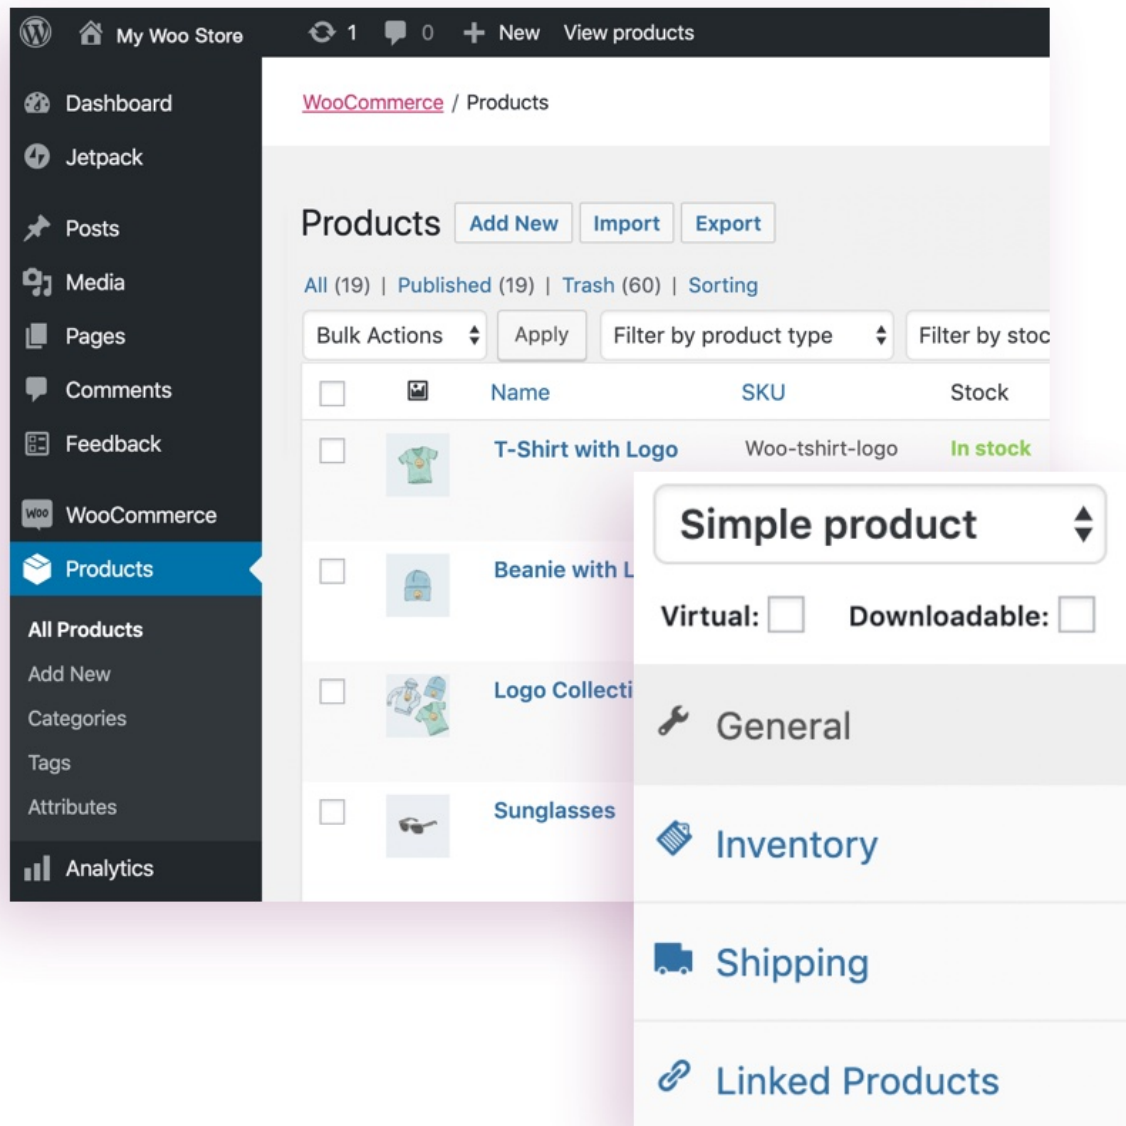 My Woo Store 1 0 New View products
Dashboard
Jetpack
Posts
Media
Pages
Comments
Feedback
Woo WooCommerce
Products
All Products
Add New
Categories
Tags
Attributes
Analytics
WooCommerce / Products
Products Add New Import Export
All (19) | Published (19) | Trash (60) | Sorting
Bulk Actions Apply Filter by product type Filter by stoc
Name SKU Stock
T-Shirt with Logo Woo-tshirt-logo In stock
Beanie with L
Logo Collecti
Sunglasses
Simple product
Virtual: Downloadable:
General
Inventory
Shipping
Linked Products